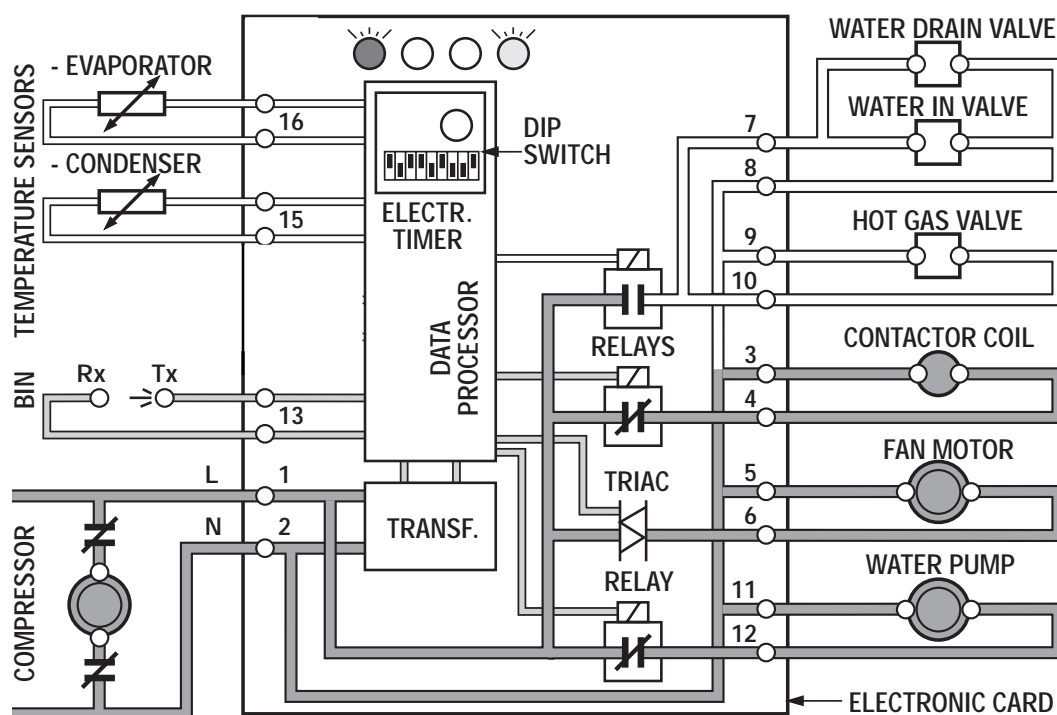 TEMPERATURE SENSORS
- EVAPORATOR
16
- CONDENSER
15
BIN
Rx
Tx
13
L
1
N
2
COMPRESSOR
DIP
SWITCH
ELECTR.
TIMER
DATA
PROCESSOR
TRANSF.
RELAYS
TRIAC
RELAY
WATER DRAIN VALVE
7
WATER IN VALVE
8
HOT GAS VALVE
9
10
CONTACTOR COIL
3
4
FAN MOTOR
5
6
WATER PUMP
11
12
ELECTRONIC CARD